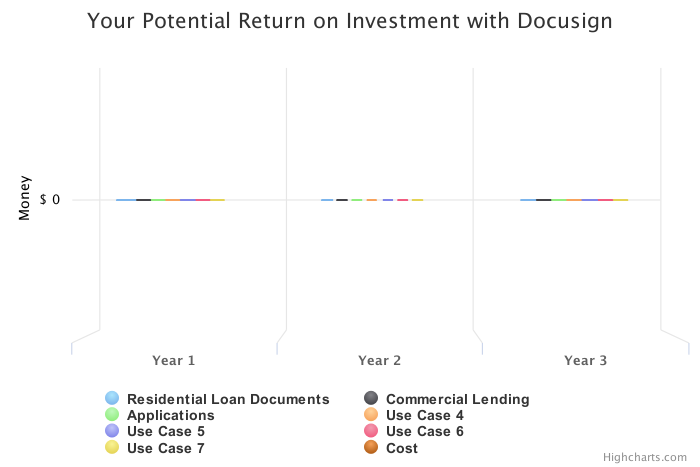 Your Potential Return on Investment with Docusign
Money
$ 0
Year 1
Year 2
Year 3
Residential Loan Documents
Commercial Lending
Applications
Use Case 4
Use Case 5
Use Case 6
Use Case 7
Cost
Highcharts.com